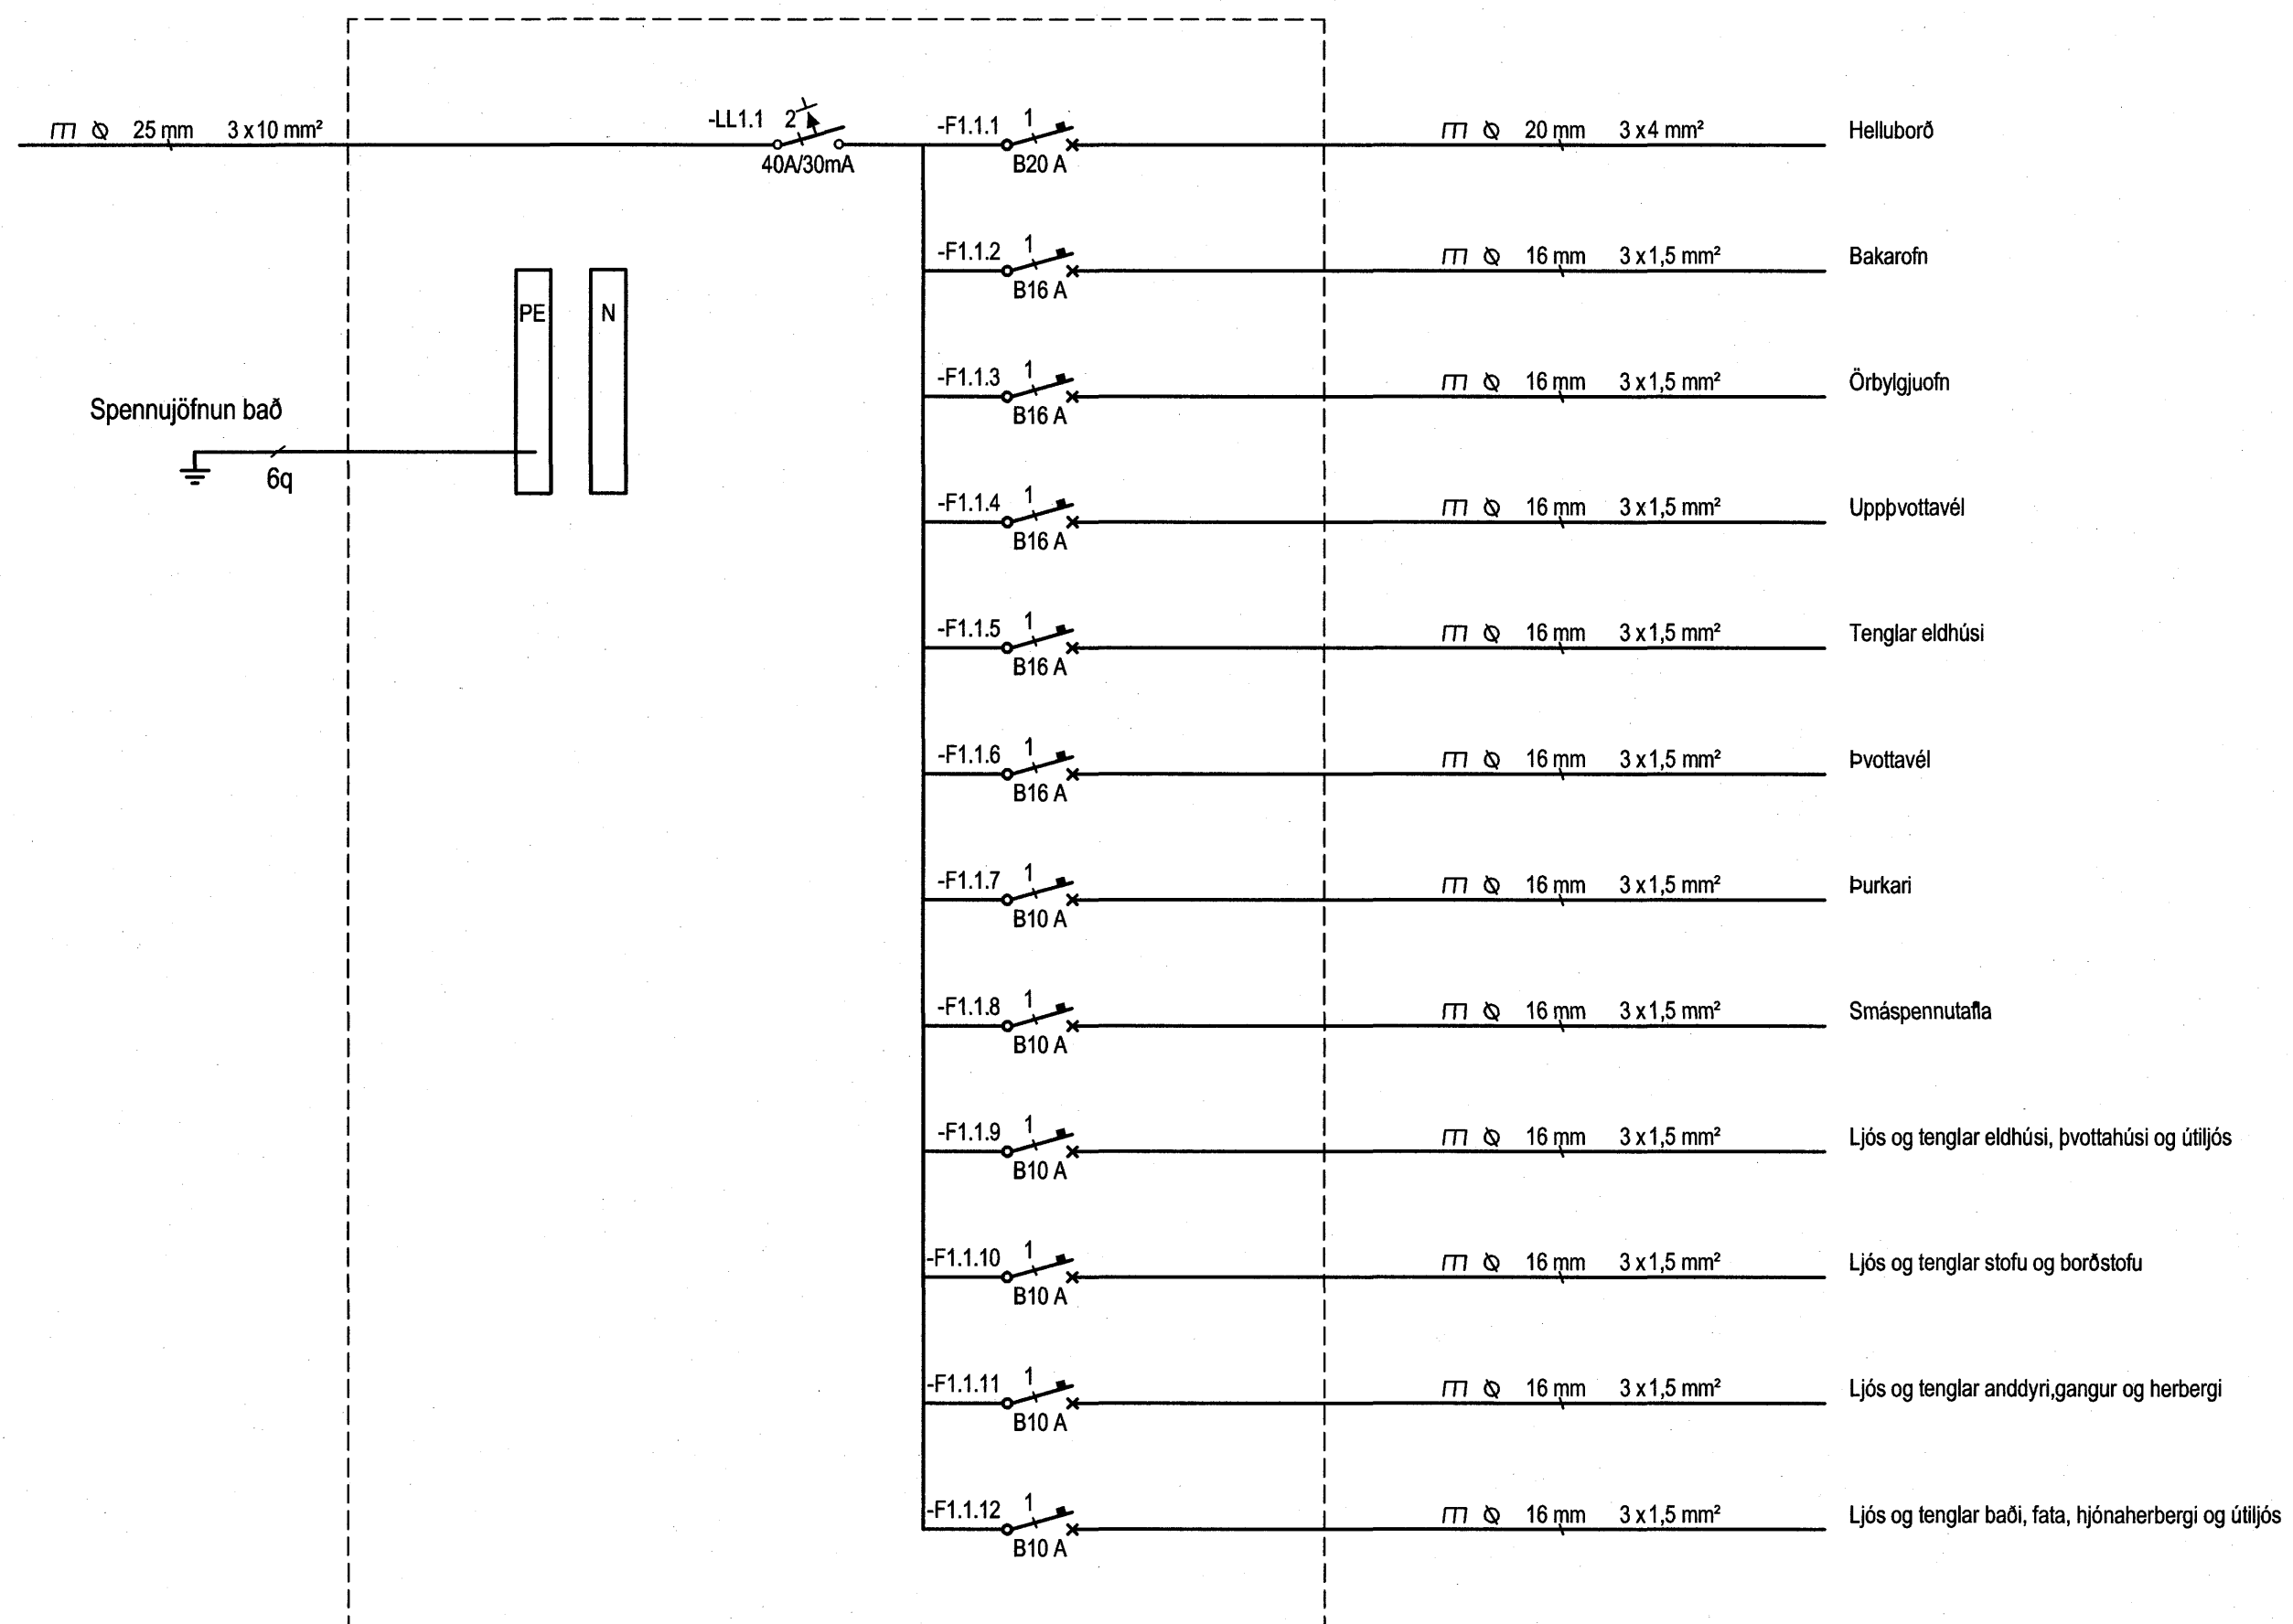 25 mm 3 x 10 mm²
-LL1.1 2
40A/30mA
-F1.1.1 1
B20 A
20 mm 3 x 4 mm² Helluborð
-F1.1.2 1
B16 A
16 mm 3 x 1,5 mm² Bakarofn
PE N
Spennujöfnun bað
6q
-F1.1.3 1
B16 A
16 mm 3 x 1,5 mm² Örbylgjuofn
-F1.1.4 1
B16 A
16 mm 3 x 1,5 mm² Uppþvottavél
-F1.1.5 1
B16 A
16 mm 3 x 1,5 mm² Tenglar eldhúsi
-F1.1.6 1
B16 A
16 mm 3 x 1,5 mm² Þvottavél
-F1.1.7 1
B10 A
16 mm 3 x 1,5 mm² Þurkari
-F1.1.8 1
B10 A
16 mm 3 x 1,5 mm² Smáspennutafla
-F1.1.9 1
B10 A
16 mm 3 x 1,5 mm² Ljós og tenglar eldhúsi, þvottahúsi og útiljós
-F1.1.10 1
B10 A
16 mm 3 x 1,5 mm² Ljós og tenglar stofu og borðstofu
-F1.1.11 1
B10 A
16 mm 3 x 1,5 mm² Ljós og tenglar anddyri,gangur og herbergi
-F1.1.12 1
B10 A
16 mm 3 x 1,5 mm² Ljós og tenglar baði, fata, hjónaherbergi og útiljós